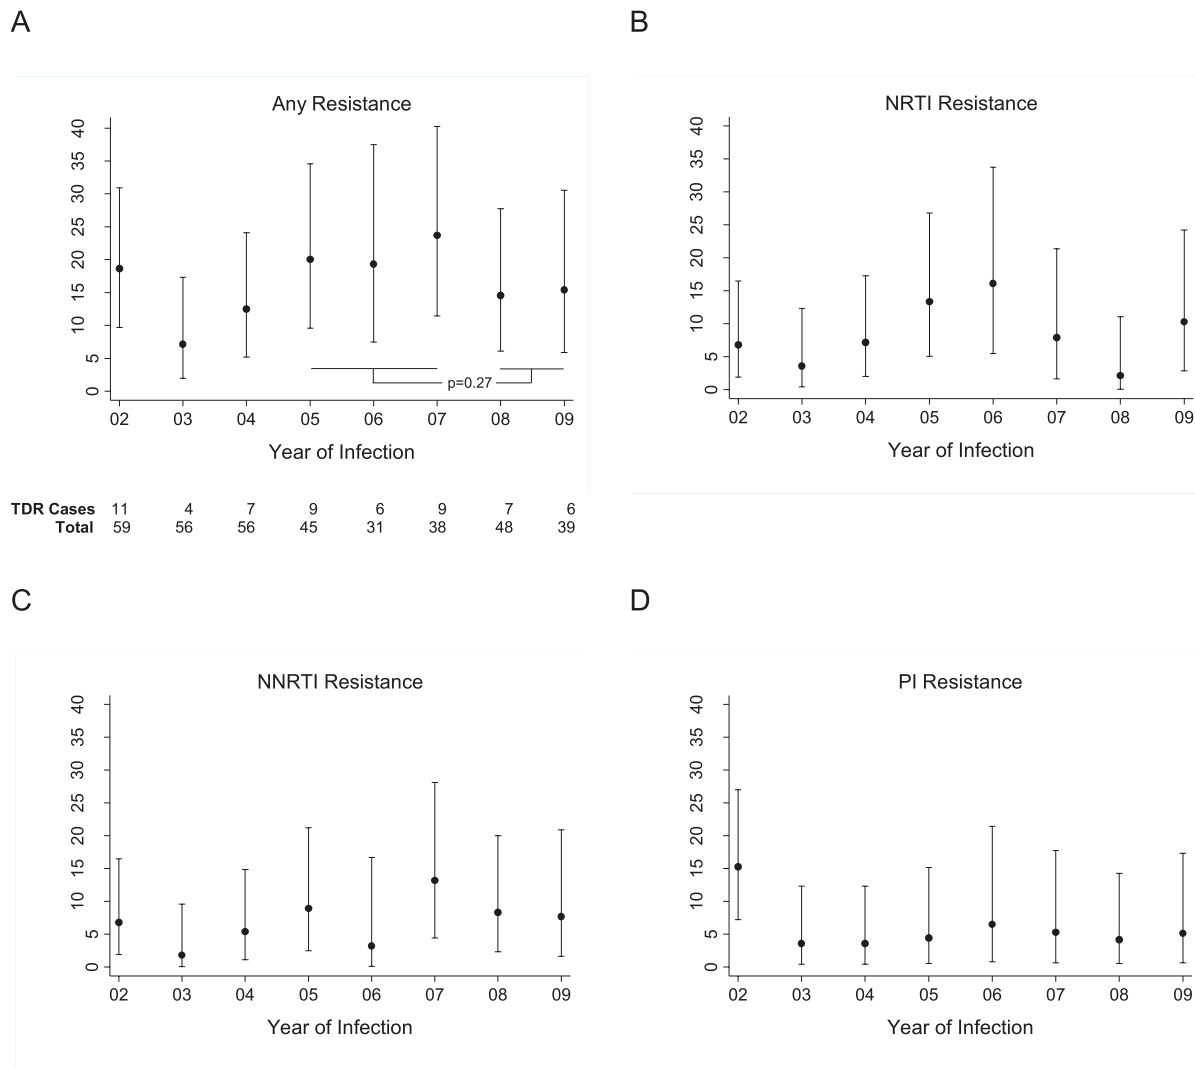 A
Any Resistance
40
35
30
25
20
15
10
5
0
p=0.27
02 03 04 05 06 07 08 09
Year of Infection
TDR Cases 11 4 7 9 6 9 7 6
Total 59 56 56 45 31 38 48 39
B
NRTI Resistance
40
35
30
25
20
15
10
5
0
02 03 04 05 06 07 08 09
Year of Infection
C
NNRTI Resistance
40
35
30
25
20
15
10
5
0
02 03 04 05 06 07 08 09
Year of Infection
D
PI Resistance
40
35
30
25
20
15
10
5
0
02 03 04 05 06 07 08 09
Year of Infection